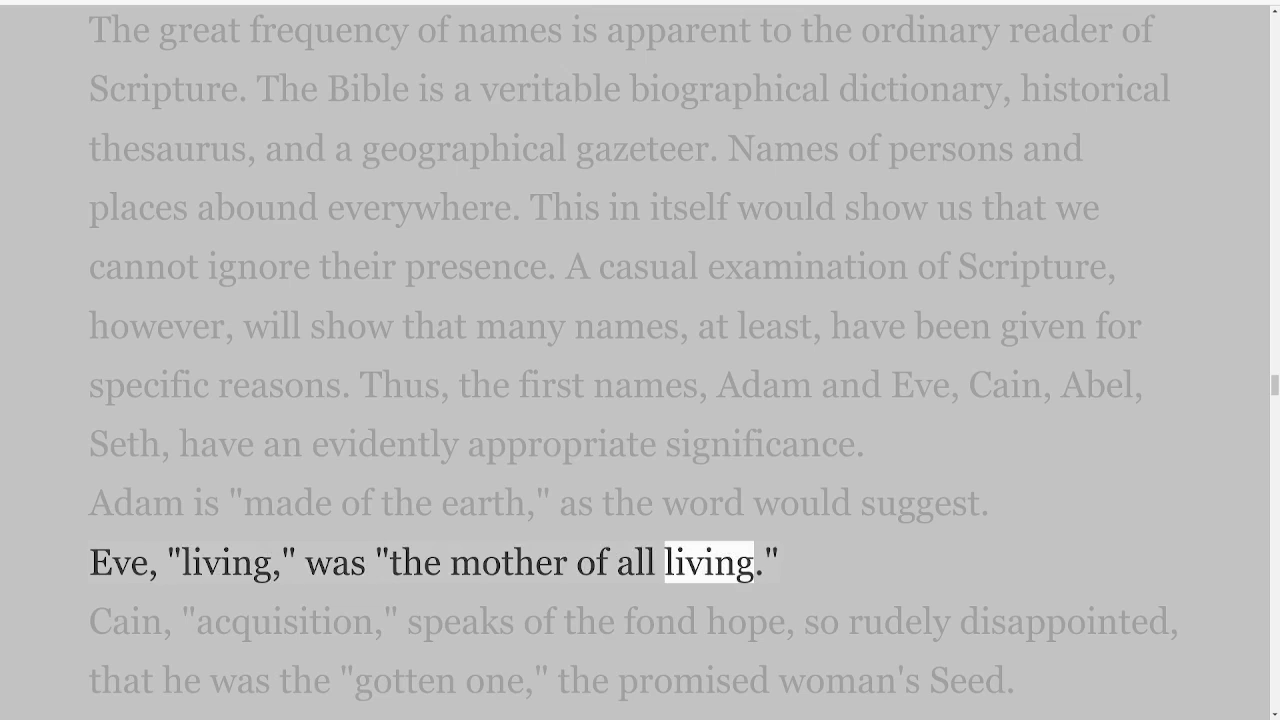 The great frequency of names is apparent to the ordinary reader of
Scripture. The Bible is a veritable biographical dictionary, historical
thesaurus, and a geographical gazeteer. Names of persons and
places abound everywhere. This in itself would show us that we
cannot ignore their presence. A casual examination of Scripture,
however, will show that many names, at least, have been given for
specific reasons. Thus, the first names, Adam and Eve, Cain, Abel,
Seth, have an evidently appropriate significance.
Adam is "made of the earth," as the word would suggest.
Eve, "living," was "the mother of all living."
Cain, "acquisition," speaks of the fond hope, so rudely disappointed,
that he was the "gotten one," the promised woman's Seed.